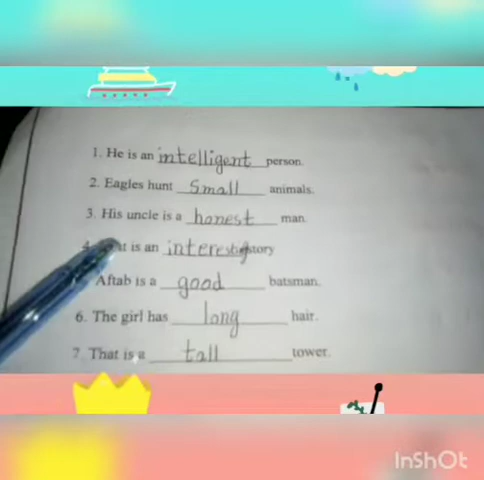 1. He is an intelligent person.
2. Eagles hunt Small animals.
3. His uncle is a honest man.
is an interesting story
Aftab is a good batsman.
6. The girl has long hair.
7. That is a tall tower.
InShOt